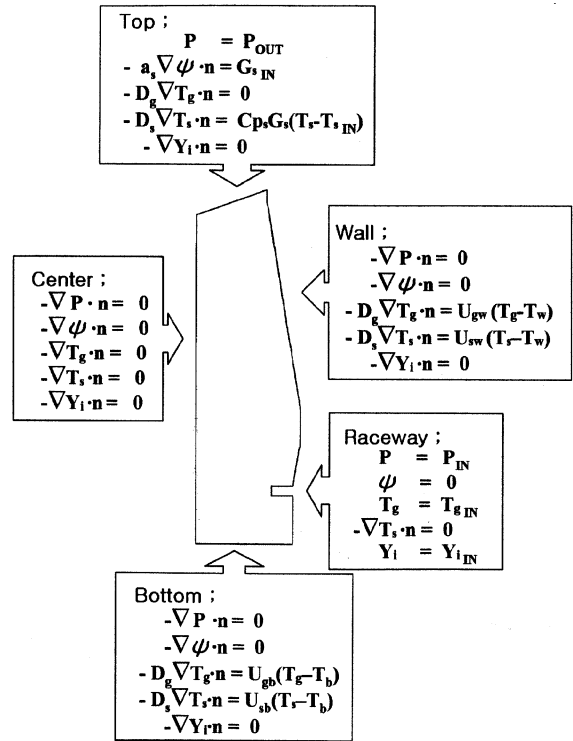 Top ;
P = P_OUT
- a_s ∇ψ·n = G_s IN
- D_g ∇T_g·n = 0
- D_s ∇T_s·n = Cp_s G_s (T_s-T_s IN)
- ∇Y_i·n = 0
Center ;
-∇P·n = 0
-∇ψ·n = 0
-∇T_g·n = 0
-∇T_s·n = 0
-∇Y_i·n = 0
Wall ;
-∇P·n = 0
-∇ψ·n = 0
- D_g ∇T_g·n = U_gw (T_g-T_w)
- D_s ∇T_s·n = U_sw (T_s-T_w)
-∇Y_i·n = 0
Raceway ;
P = P_IN
ψ = 0
T_g = T_g IN
-∇T_s·n = 0
Y_i = Y_i IN
Bottom ;
-∇P·n = 0
-∇ψ·n = 0
- D_g ∇T_g·n = U_gb (T_g–T_b)
- D_s ∇T_s·n = U_sb (T_s–T_b)
-∇Y_i·n = 0